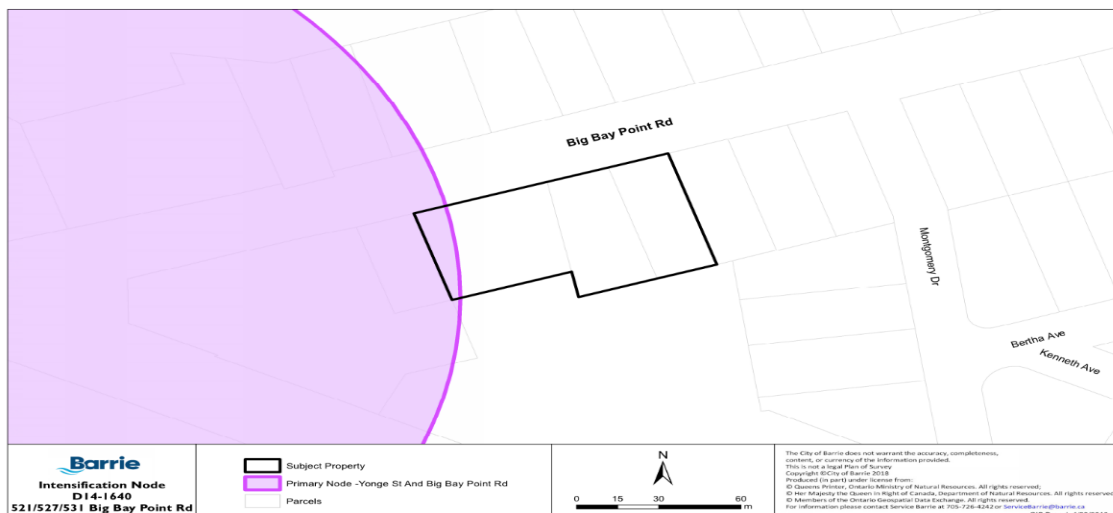 Big Bay Point Rd
Montgomery Dr
Bertha Ave
Kenneth Ave
Barrie
Intensification Node
D14-1640
521/527/531 Big Bay Point Rd
Subject Property
Primary Node -Yonge St And Big Bay Point Rd
Parcels
N
0 15 30 60
m
The City of Barrie does not warrant the accuracy, completeness,
content, or currency of the information provided.
This is not a legal Plan of Survey
Copyright ©City of Barrie 2018
Produced (in part) under license from:
© Queens Printer, Ontario Ministry of Natural Resources. All rights reserved;
© Her Majesty the Queen in Right of Canada, Department of Natural Resources. All rights reserved;
© Members of the Ontario Geospatial Data Exchange. All rights reserved.
For information please contact Service Barrie at 705-726-4242 or ServiceBarrie@barrie.ca